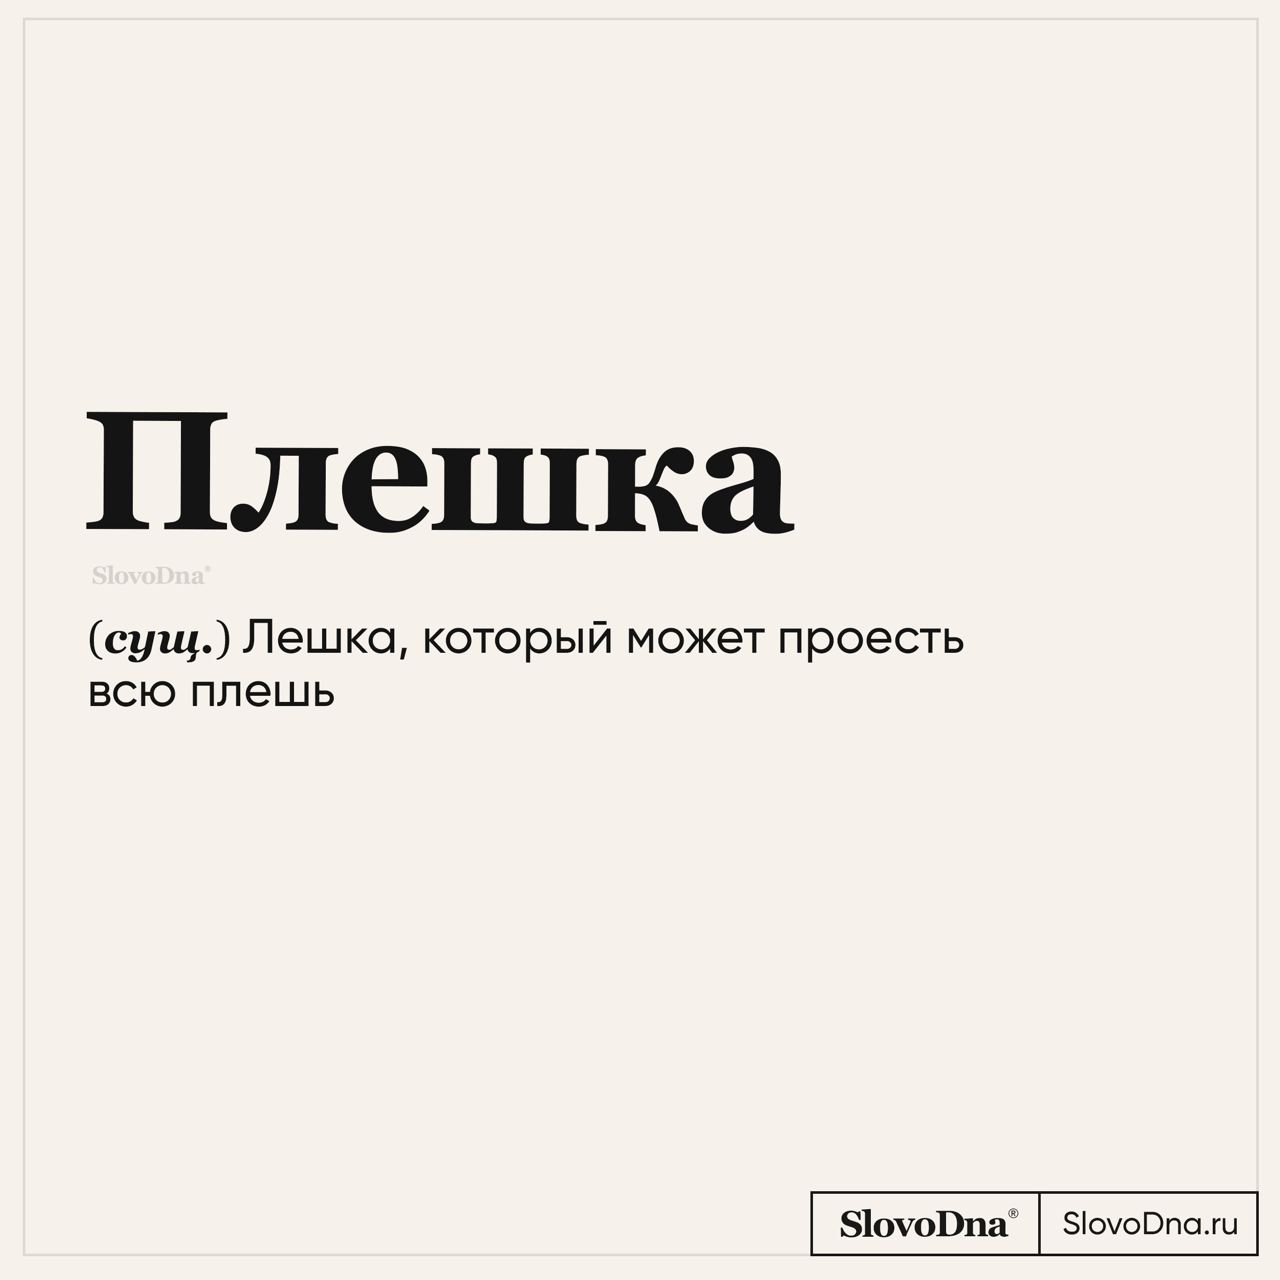 Плешка
SlovoDna®
(сущ.) Лешка, который может проесть
всю плешь
SlovoDna® SlovoDna.ru